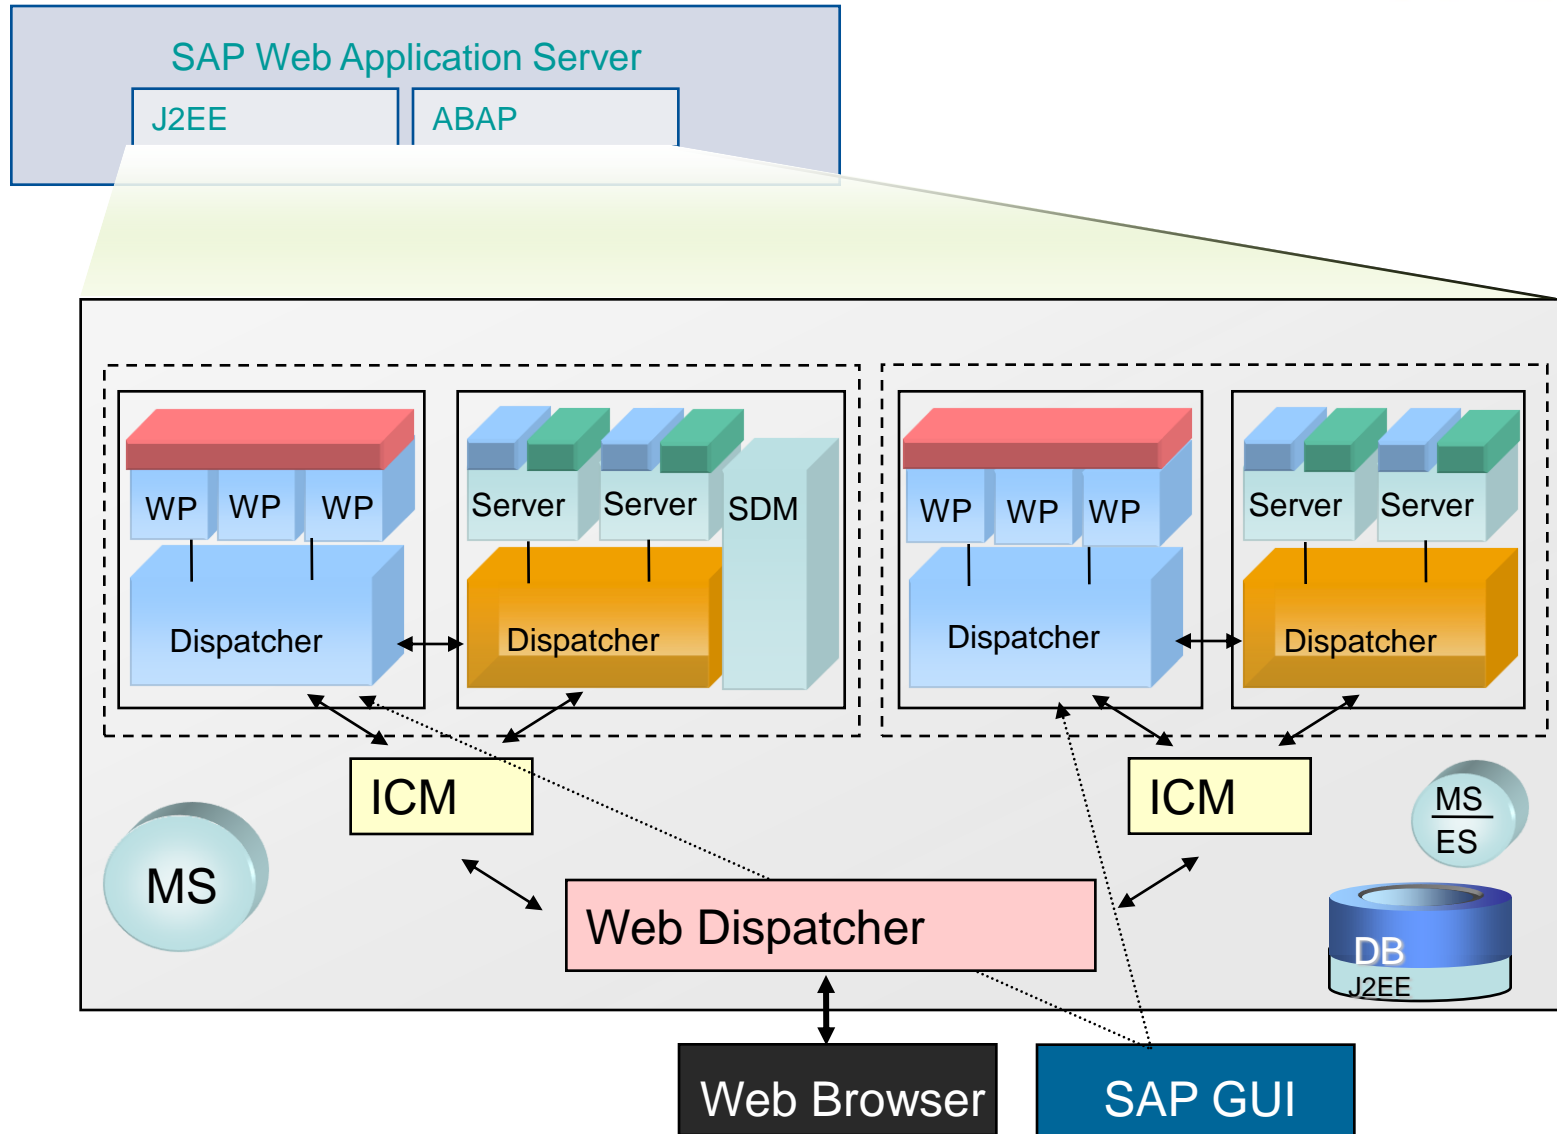 SAP Web Application Server
J2EE
ABAP
WP
WP
WP
Dispatcher
Server
Server
SDM
Dispatcher
WP
WP
WP
Dispatcher
Server
Server
Dispatcher
ICM
ICM
MS
MS
ES
Web Dispatcher
DB
J2EE
Web Browser
SAP GUI